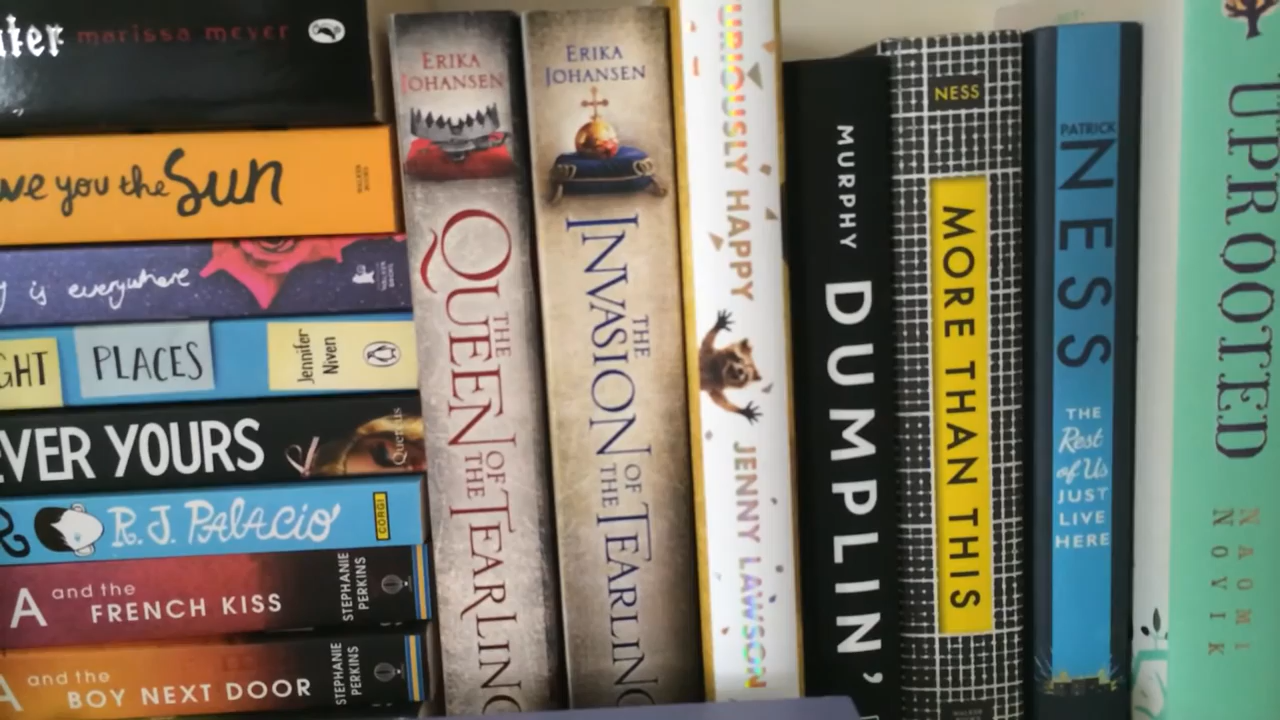 ter marissa meyer
ve you the Sun
is everywhere
GHT PLACES Jennifer Niven
EVER YOURS Quercus
R.J. Palacio CORGI
A and the FRENCH KISS STEPHANIE PERKINS
and the BOY NEXT DOOR STEPHANIE PERKINS
ERIKA JOHANSEN
THE QUEEN OF THE TEARLING
ERIKA JOHANSEN
THE INVASION OF THE TEARLING
URIOUSLY HAPPY JENNY LAWSON
MURPHY DUMPLIN'
NESS
MORE THAN THIS
PATRICK
NESS
THE
Rest
of Us
JUST
LIVE
HERE
UPROOTED
NAOMI
NOVIK